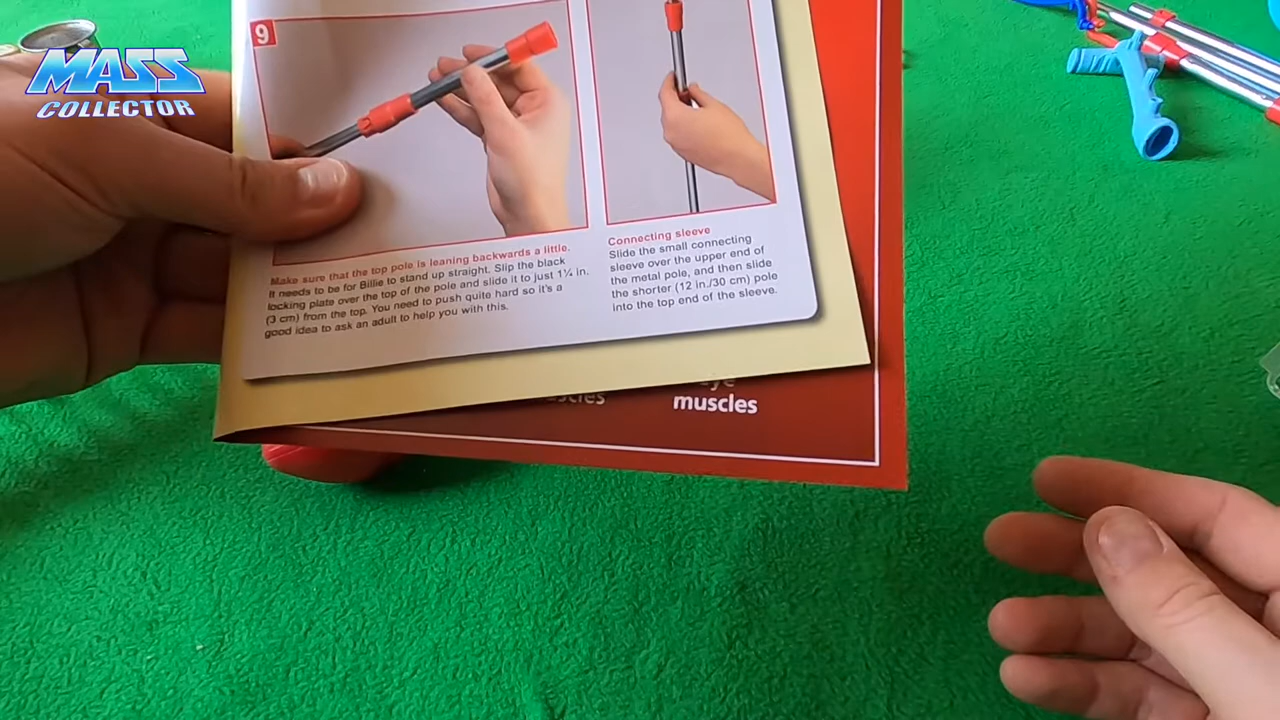 MASS
COLLECTOR
9
Make sure that the top pole is leaning backwards a little.
It needs to be for Billie to stand up straight. Slip the black
locking plate over the top of the pole and slide it to just 1¼ in.
(3 cm) from the top. You need to push quite hard so it's a
good idea to ask an adult to help you with this.
Connecting sleeve
Slide the small connecting
sleeve over the upper end of
the metal pole, and then slide
the shorter (12 in./30 cm) pole
into the top end of the sleeve.
muscles